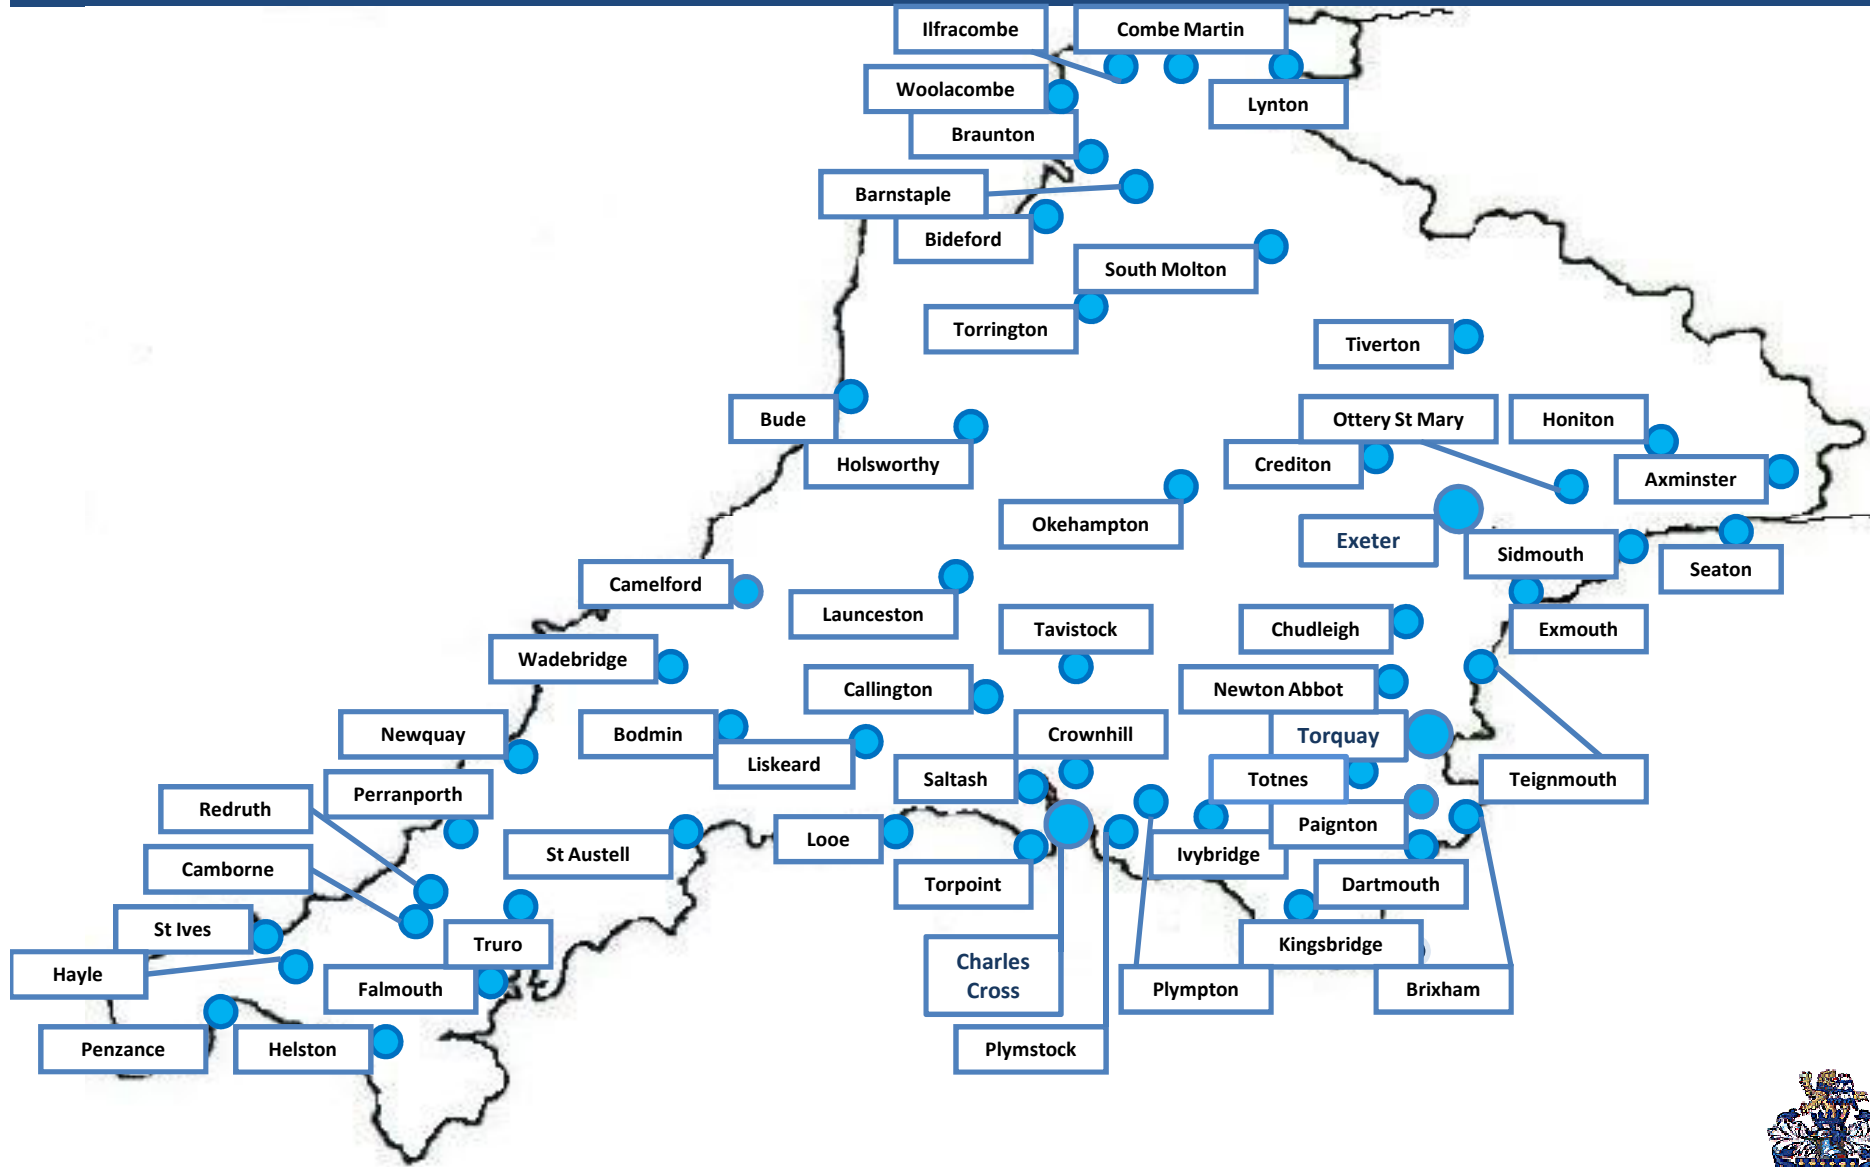 Ilfracombe
Combe Martin
Woolacombe
Lynton
Braunton
Barnstaple
Bideford
South Molton
Torrington
Tiverton
Bude
Ottery St Mary
Honiton
Holsworthy
Crediton
Axminster
Okehampton
Exeter
Sidmouth
Seaton
Camelford
Launceston
Tavistock
Chudleigh
Exmouth
Wadebridge
Callington
Newton Abbot
Newquay
Bodmin
Crownhill
Torquay
Liskeard
Saltash
Totnes
Teignmouth
Perranporth
Redruth
Paignton
St Austell
Looe
Ivybridge
Camborne
Torpoint
Dartmouth
St Ives
Truro
Kingsbridge
Hayle
Falmouth
Charles
Cross
Plympton
Brixham
Penzance
Helston
Plymstock